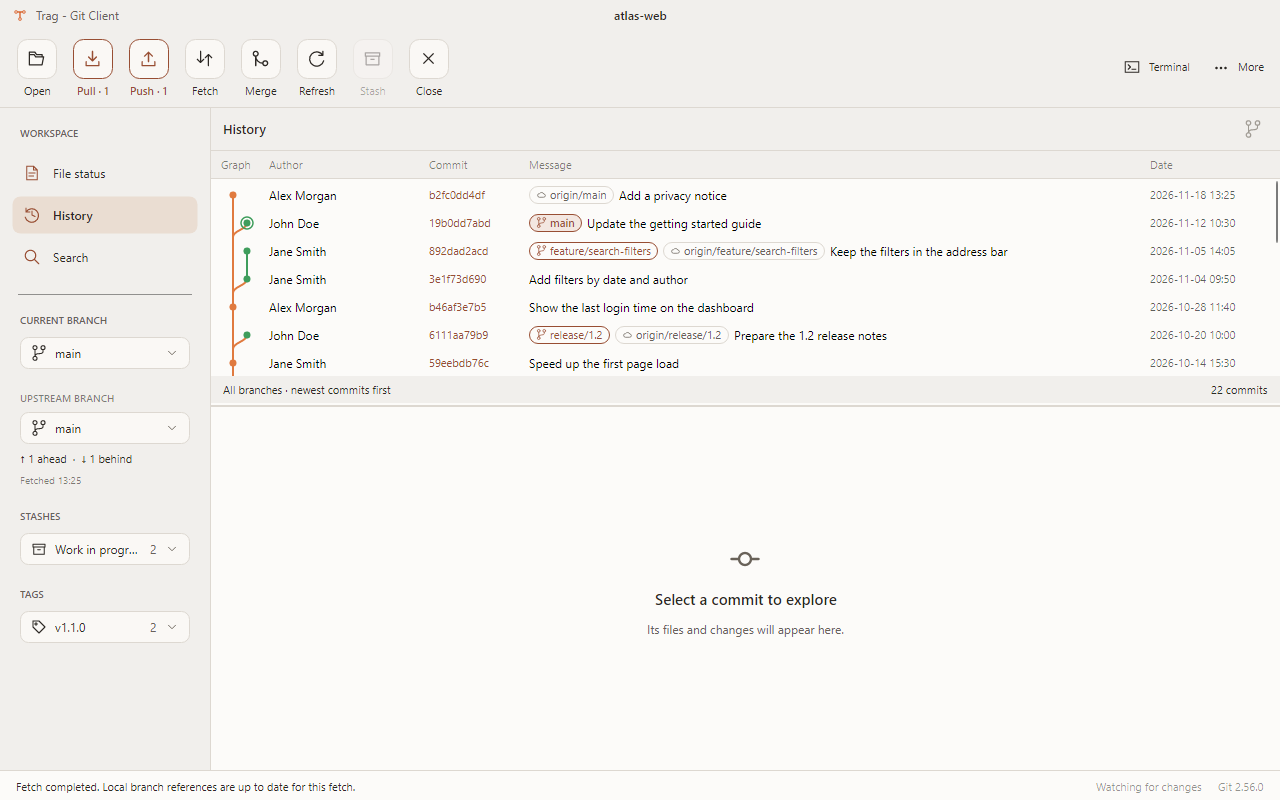 Trag - Git Client
atlas-web
Open
Pull · 1
Push · 1
Fetch
Merge
Refresh
Stash
Close
Terminal
More
WORKSPACE
File status
History
Search
CURRENT BRANCH
main
UPSTREAM BRANCH
main
↑ 1 ahead · ↓ 1 behind
Fetched 13:25
STASHES
Work in progr... 2
TAGS
v1.1.0 2
History
Graph Author Commit Message Date
Alex Morgan b2fc0dd4df origin/main Add a privacy notice 2026-11-18 13:25
John Doe 19b0dd7abd main Update the getting started guide 2026-11-12 10:30
Jane Smith 892dad2acd feature/search-filters origin/feature/search-filters Keep the filters in the address bar 2026-11-05 14:05
Jane Smith 3e1f73d690 Add filters by date and author 2026-11-04 09:50
Alex Morgan b46af3e7b5 Show the last login time on the dashboard 2026-10-28 11:40
John Doe 6111aa79b9 release/1.2 origin/release/1.2 Prepare the 1.2 release notes 2026-10-20 10:00
Jane Smith 59eebdb76c Speed up the first page load 2026-10-14 15:30
All branches · newest commits first 22 commits
Select a commit to explore
Its files and changes will appear here.
Fetch completed. Local branch references are up to date for this fetch.
Watching for changes Git 2.56.0